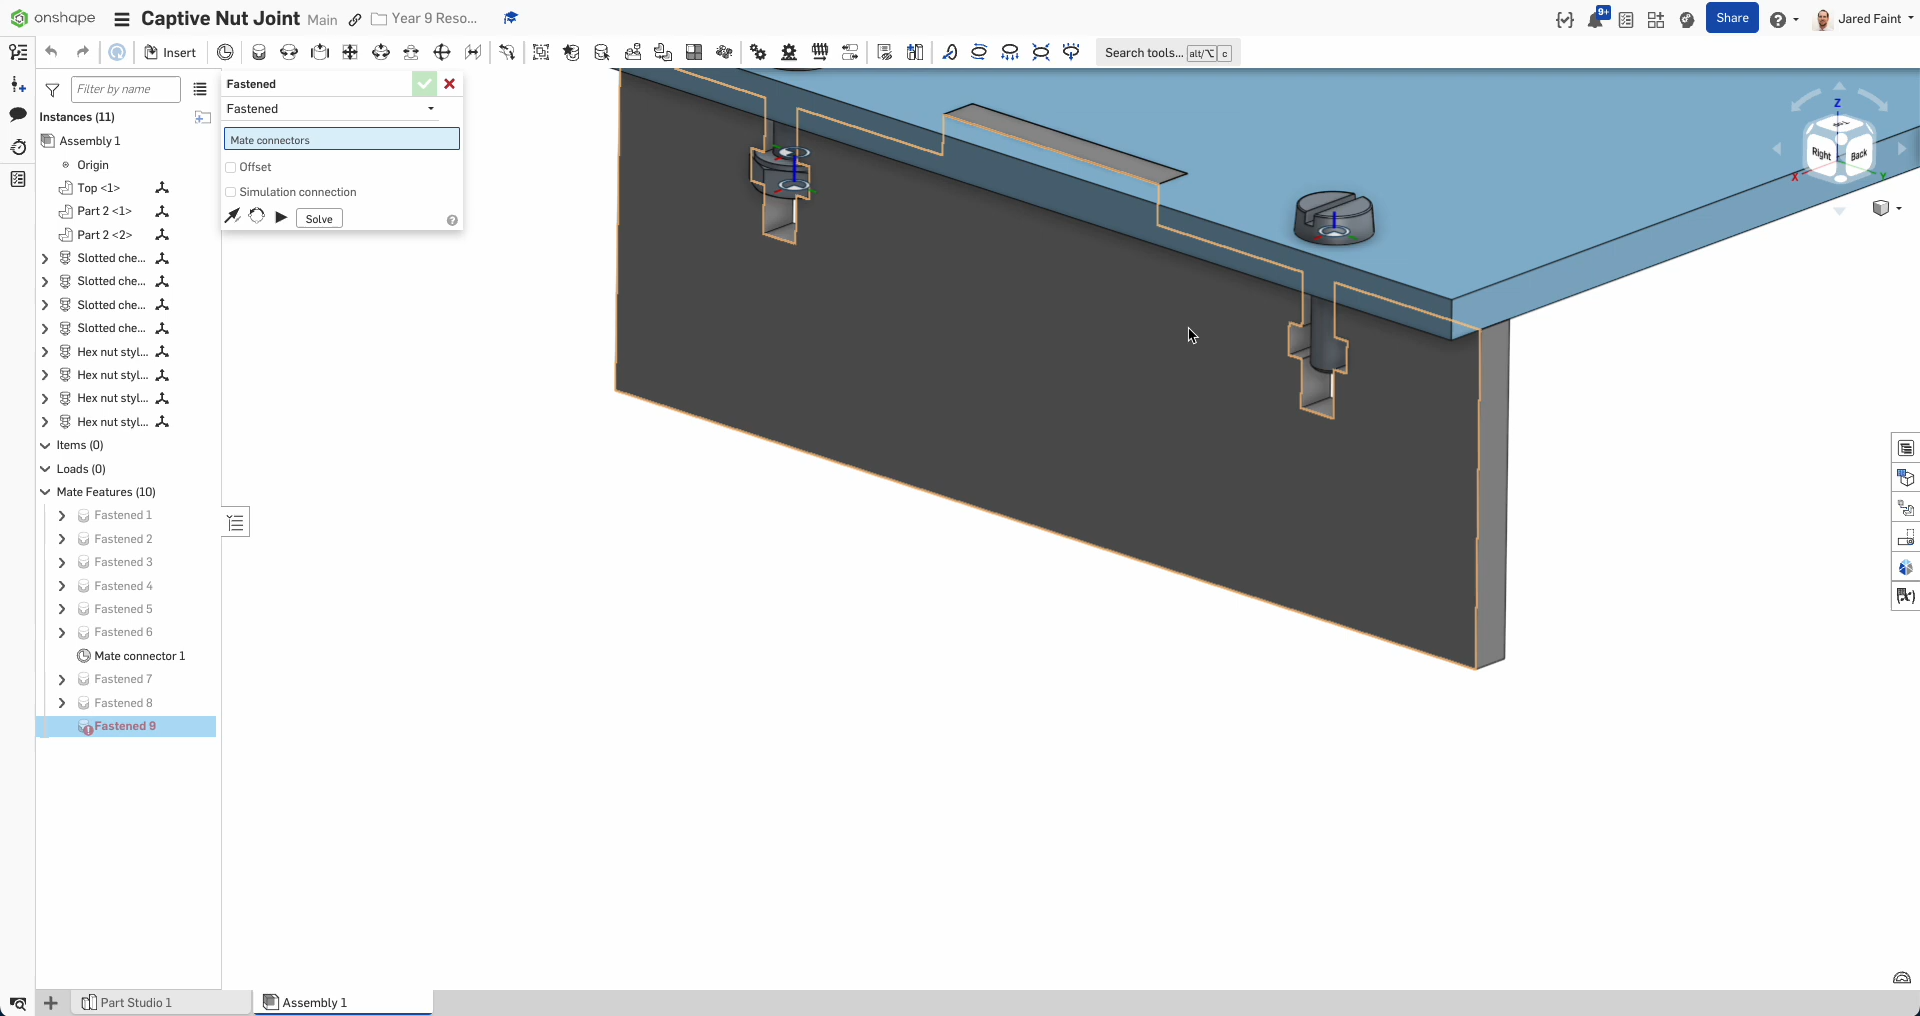 onshape
Captive Nut Joint Main Year 9 Reso...
9+
Share
Jared Faint
Insert
Search tools... alt/⌥ c
Filter by name
Instances (11)
Assembly 1
Origin
Top <1>
Part 2 <1>
Part 2 <2>
Slotted che...
Slotted che...
Slotted che...
Slotted che...
Hex nut styl...
Hex nut styl...
Hex nut styl...
Hex nut styl...
Items (0)
Loads (0)
Mate Features (10)
Fastened 1
Fastened 2
Fastened 3
Fastened 4
Fastened 5
Fastened 6
Mate connector 1
Fastened 7
Fastened 8
Fastened 9
Fastened
Fastened
Mate connectors
Offset
Simulation connection
Solve
Z
Right
Back
X
Y
Part Studio 1
Assembly 1